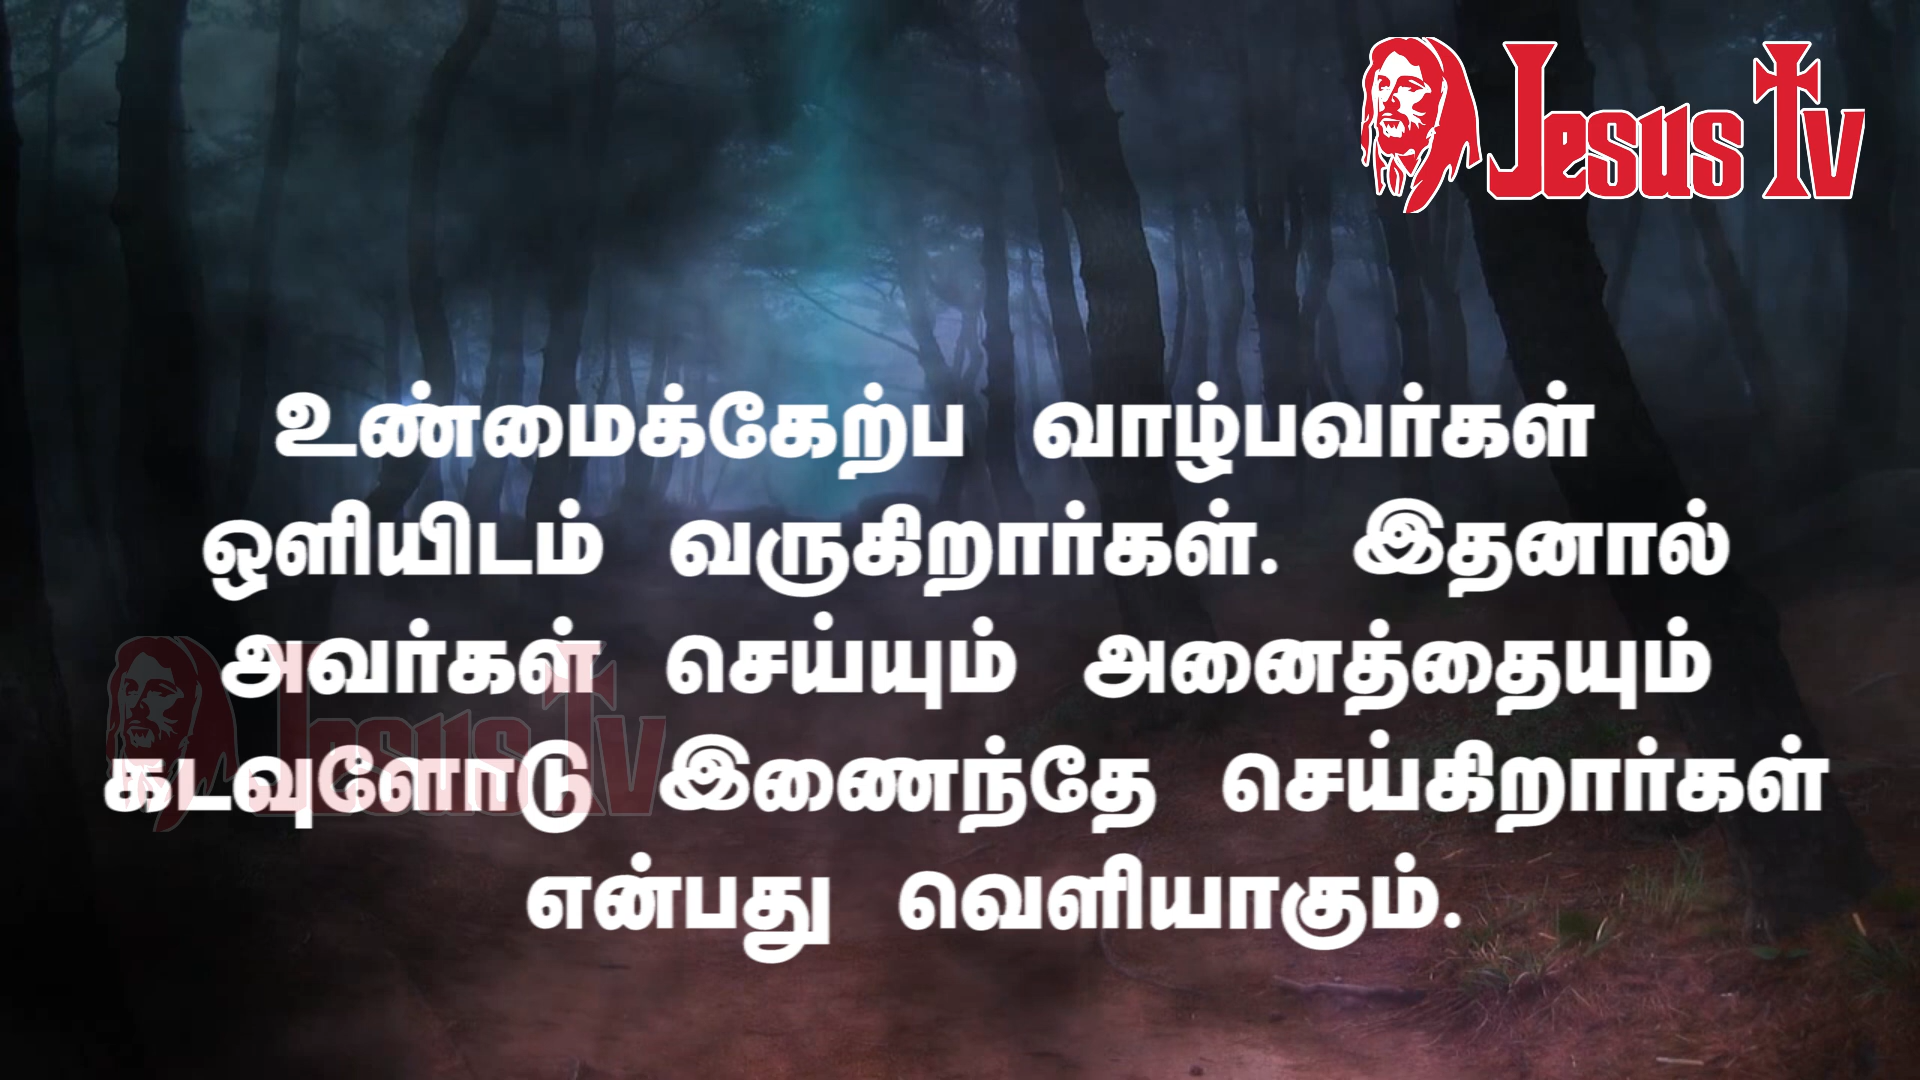 Jesus Tv
உண்மைக்கேற்ப வாழ்பவர்கள்
ஒளியிடம் வருகிறார்கள். இதனால்
அவர்கள் செய்யும் அனைத்தையும்
கடவுளோடு இணைந்தே செய்கிறார்கள்
என்பது வெளியாகும்.
Jesus Tv